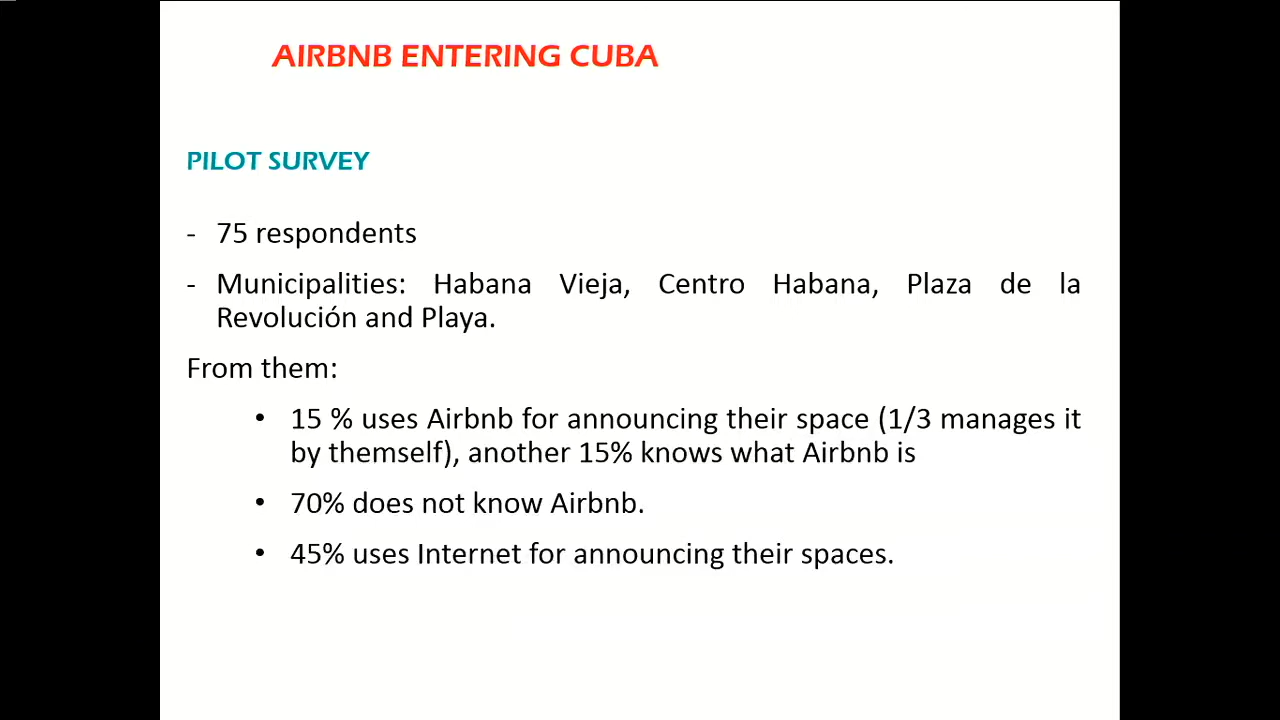 AIRBNB ENTERING CUBA
PILOT SURVEY
- 75 respondents
- Municipalities: Habana Vieja, Centro Habana, Plaza de la
Revolución and Playa.
From them:
• 15 % uses Airbnb for announcing their space (1/3 manages it
by themself), another 15% knows what Airbnb is
• 70% does not know Airbnb.
• 45% uses Internet for announcing their spaces.